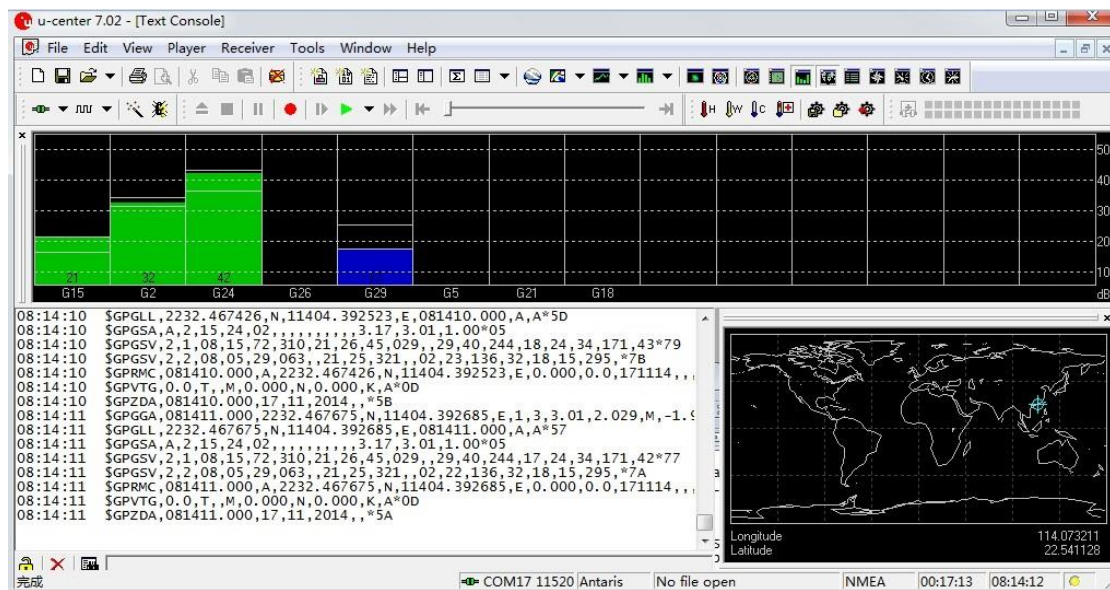 u-center 7.02 - [Text Console]
File Edit View Player Receiver Tools Window Help
50
40
30
20
10
dB
21 32 42
G15 G2 G24 G26 G29 G5 G21 G18
08:14:10 $GPGLL,2232.467426,N,11404.392523,E,081410.000,A,A*5D
08:14:10 $GPGSA,A,2,15,24,02,,,,,,,,,,3.17,3.01,1.00*05
08:14:10 $GPGSV,2,1,08,15,72,310,21,26,45,029,,29,40,244,18,24,34,171,43*79
08:14:10 $GPGSV,2,2,08,05,29,063,,21,25,321,,02,23,136,32,18,15,295,*7B
08:14:10 $GPRMC,081410.000,A,2232.467426,N,11404.392523,E,0.000,0.0,171114,,,
08:14:10 $GPVTG,0.0,T,,M,0.000,N,0.000,K,A*0D
08:14:10 $GPZDA,081410.000,17,11,2014,,*5B
08:14:11 $GPGGA,081411.000,2232.467675,N,11404.392685,E,1,3,3.01,2.029,M,-1.9
08:14:11 $GPGLL,2232.467675,N,11404.392685,E,081411.000,A,A*57
08:14:11 $GPGSA,A,2,15,24,02,,,,,,,,,,3.17,3.01,1.00*05
08:14:11 $GPGSV,2,1,08,15,72,310,21,26,45,029,,29,40,244,17,24,34,171,42*77
08:14:11 $GPGSV,2,2,08,05,29,063,,21,25,321,,02,22,136,32,18,15,295,*7A
08:14:11 $GPRMC,081411.000,A,2232.467675,N,11404.392685,E,0.000,0.0,171114,,,
08:14:11 $GPVTG,0.0,T,,M,0.000,N,0.000,K,A*0D
08:14:11 $GPZDA,081411.000,17,11,2014,,*5A
Longitude 114.073211
Latitude 22.541128
完成 COM17 11520 Antaris No file open NMEA 00:17:13 08:14:12